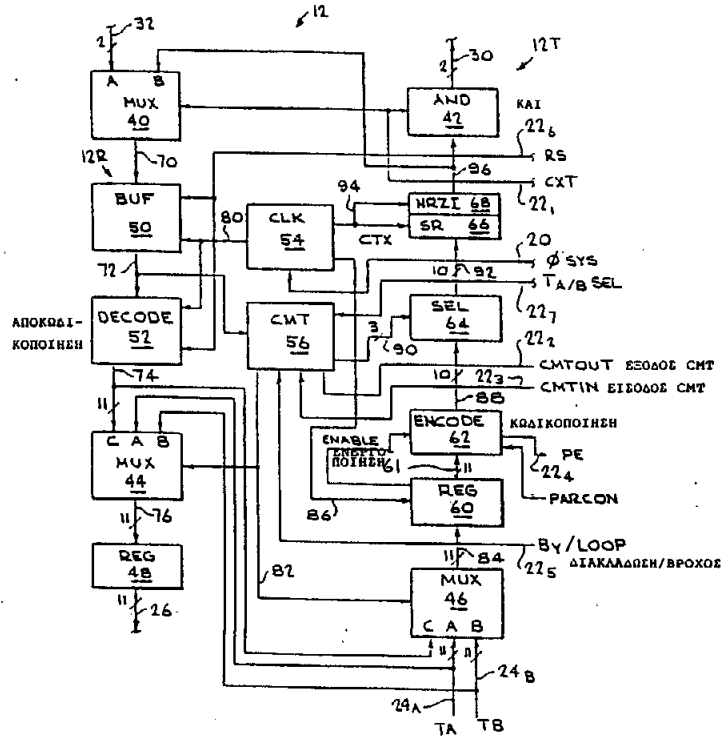 12
32
2
30
2
12T
A B
MUX
40
AND
42
ΚΑΙ
22₆
RS
12R
70
96
CXT
22₁
BUF
50
80
CLK
54
94
CTX
NRZI 68
SR 66
20
Φ SYS
72
10
92
T A/B SEL
22₇
ΑΠΟΚΩΔΙ-
ΚΟΠΟΙΗΣΗ
DECODE
52
CMT
56
3
90
SEL
64
22₂
CMTOUT ΕΞΟΔΟΣ CMT
74
10
22₃
CMTIN ΕΙΣΟΔΟΣ CMT
88
11
ΚΩΔΙΚΟΠΟΙΗΣΗ
C A B
MUX
44
ENABLE
ΕΝΕΡΓΟ
ΠΟΙΗΣΗ
61
ENCODE
62
11
PE
22₄
PARCON
11
76
86
REG
60
REG
48
82
11
84
BY/LOOP
22₅
ΔΙΑΚΛΑΔΩΣΗ/ΒΡΟΧΟΣ
11
26
MUX
46
C A B
11
11
24B
24A
TA
TB